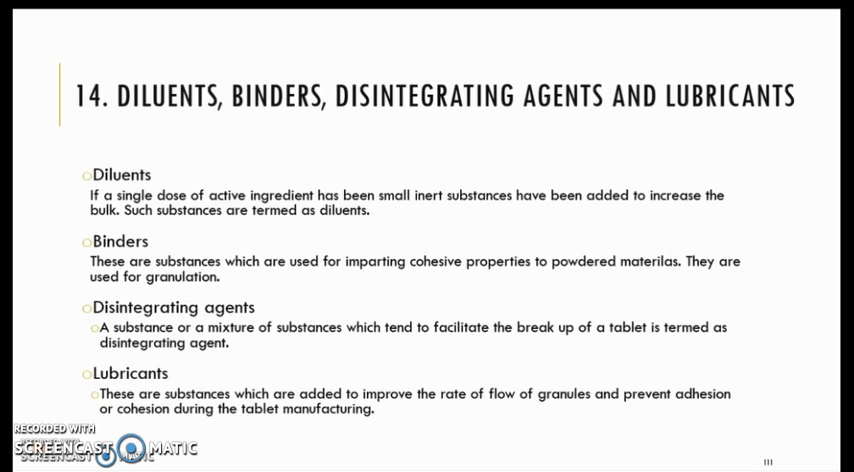 14. DILUENTS, BINDERS, DISINTEGRATING AGENTS AND LUBRICANTS
Diluents
If a single dose of active ingredient has been small inert substances have been added to increase the
bulk. Such substances are termed as diluents.
Binders
These are substances which are used for imparting cohesive properties to powdered materilas. They are
used for granulation.
Disintegrating agents
A substance or a mixture of substances which tend to facilitate the break up of a tablet is termed as
disintegrating agent.
Lubricants
These are substances which are added to improve the rate of flow of granules and prevent adhesion
or cohesion during the tablet manufacturing.
RECORDED WITH
SCREENCAST MATIC
RECORDED WITH
SCREENCAST MATIC
111